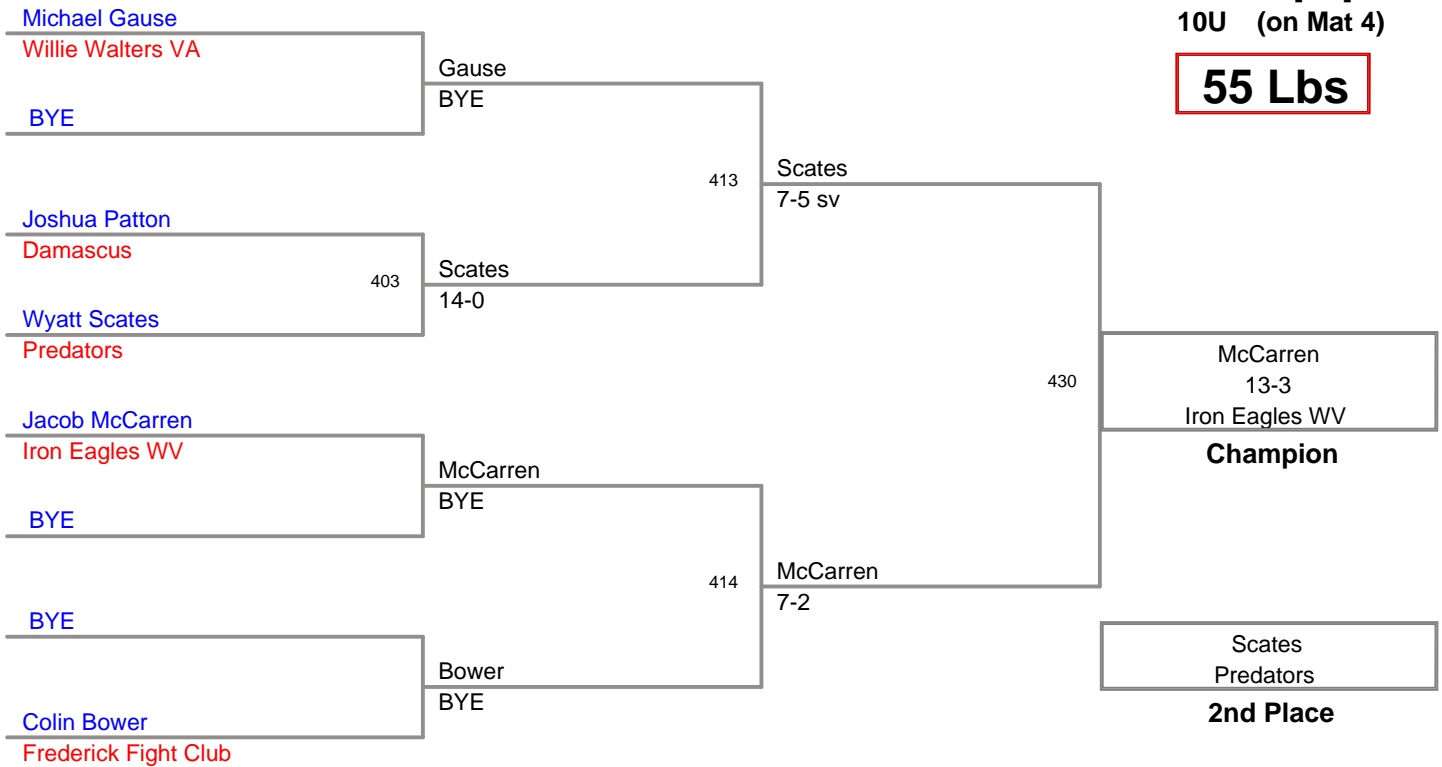 10U (on Mat 4)
55 Lbs
Michael Gause
Willie Walters VA
Gause
BYE
BYE
413
Scates
7-5 sv
Joshua Patton
Damascus
403
Scates
14-0
Wyatt Scates
Predators
430
McCarren
13-3
Iron Eagles WV
Champion
Jacob McCarren
Iron Eagles WV
McCarren
BYE
BYE
414
McCarren
7-2
BYE
Bower
BYE
Colin Bower
Frederick Fight Club
Scates
Predators
2nd Place